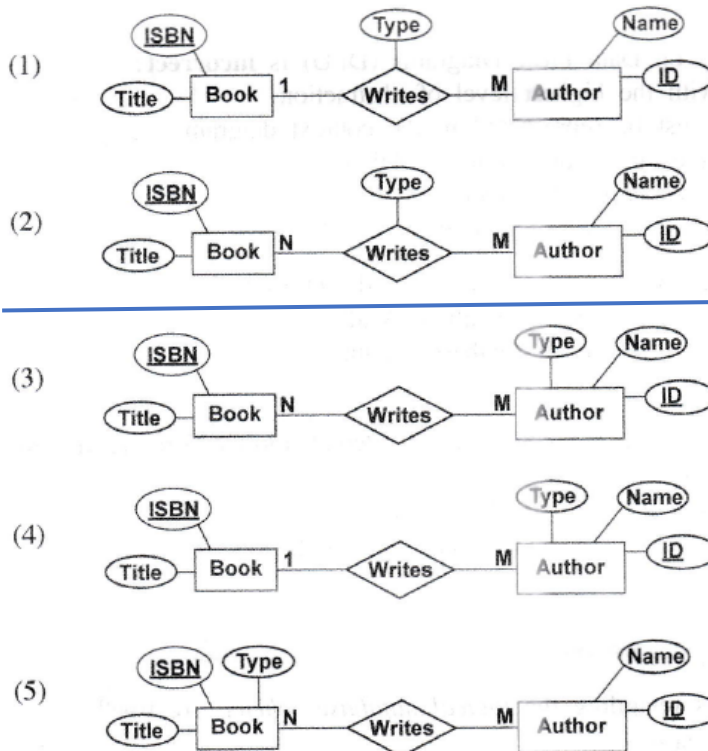 ISBN Type Name
(1) Title Book 1 Writes M Author ID
ISBN Type Name
(2) Title Book N Writes M Author ID
ISBN Type Name
(3) Title Book N Writes M Author ID
ISBN Type Name
(4) Title Book 1 Writes M Author ID
ISBN Type Name
(5) Title Book N Writes M Author ID